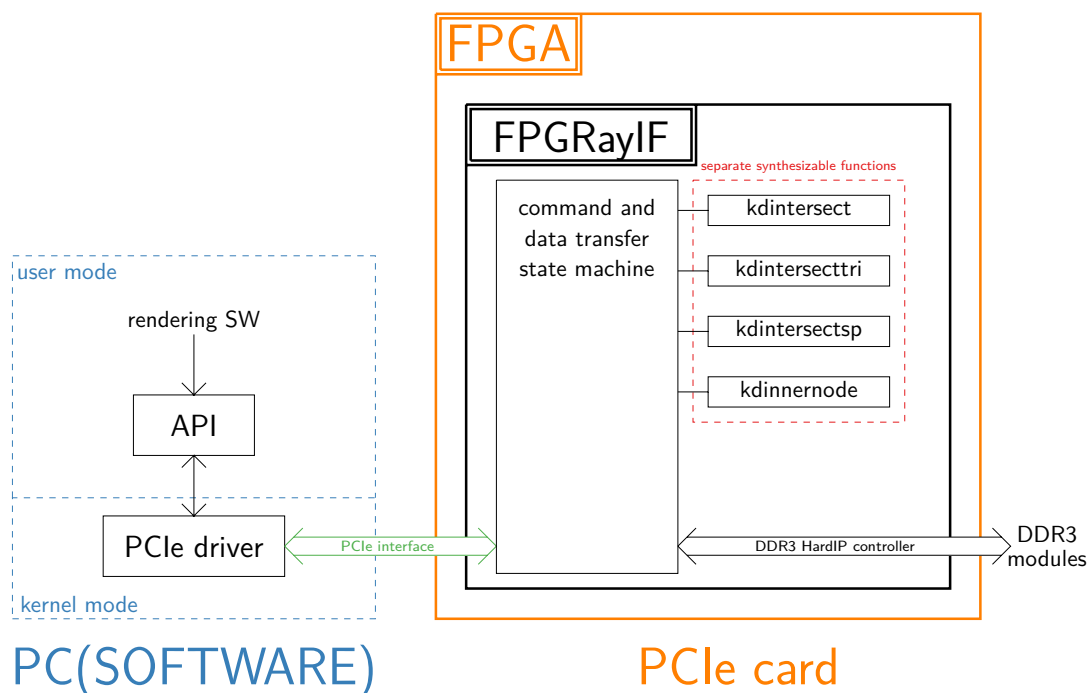 FPGA
FPGRayIF
separate synthesizable functions
command and
data transfer
state machine
kdintersect
kdintersecttri
kdintersectsp
kdinnernode
user mode
rendering SW
API
PCIe driver
kernel mode
PCIe interface
DDR3 HardIP controller
DDR3
modules
PC(SOFTWARE)
PCIe card